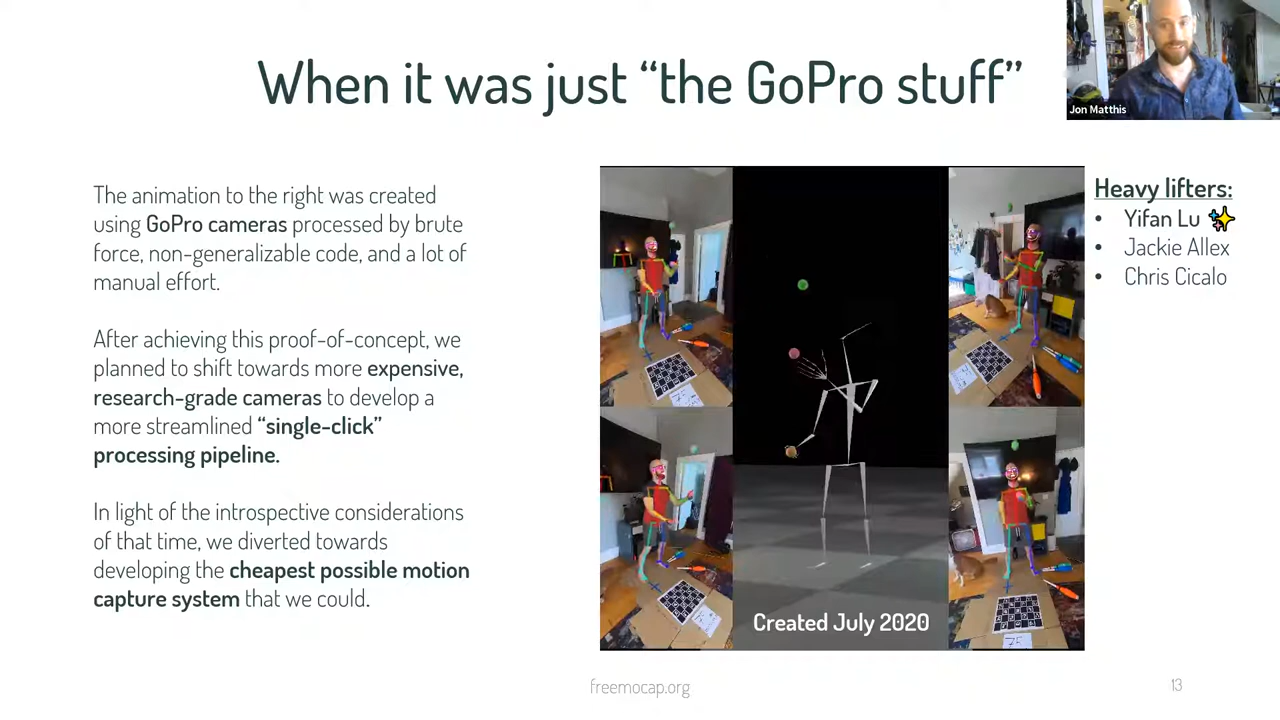 When it was just “the GoPro stuff”
Jon Matthis
The animation to the right was created
using GoPro cameras processed by brute
force, non-generalizable code, and a lot of
manual effort.
After achieving this proof-of-concept, we
planned to shift towards more expensive,
research-grade cameras to develop a
more streamlined “single-click”
processing pipeline.
In light of the introspective considerations
of that time, we diverted towards
developing the cheapest possible motion
capture system that we could.
Created July 2020
75
Heavy lifters:
• Yifan Lu ✨
• Jackie Allex
• Chris Cicalo
freemocap.org
13